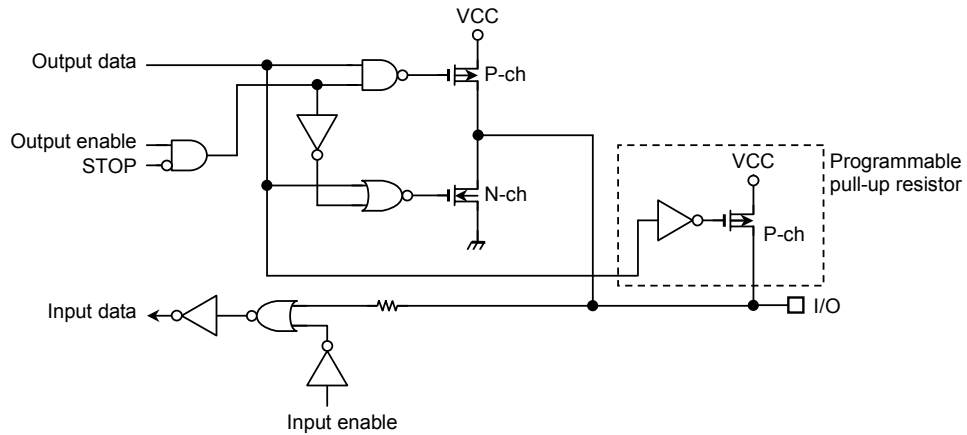 VCC
Output data
P-ch
Output enable
STOP
N-ch
VCC
Programmable
pull-up resistor
P-ch
Input data
I/O
Input enable